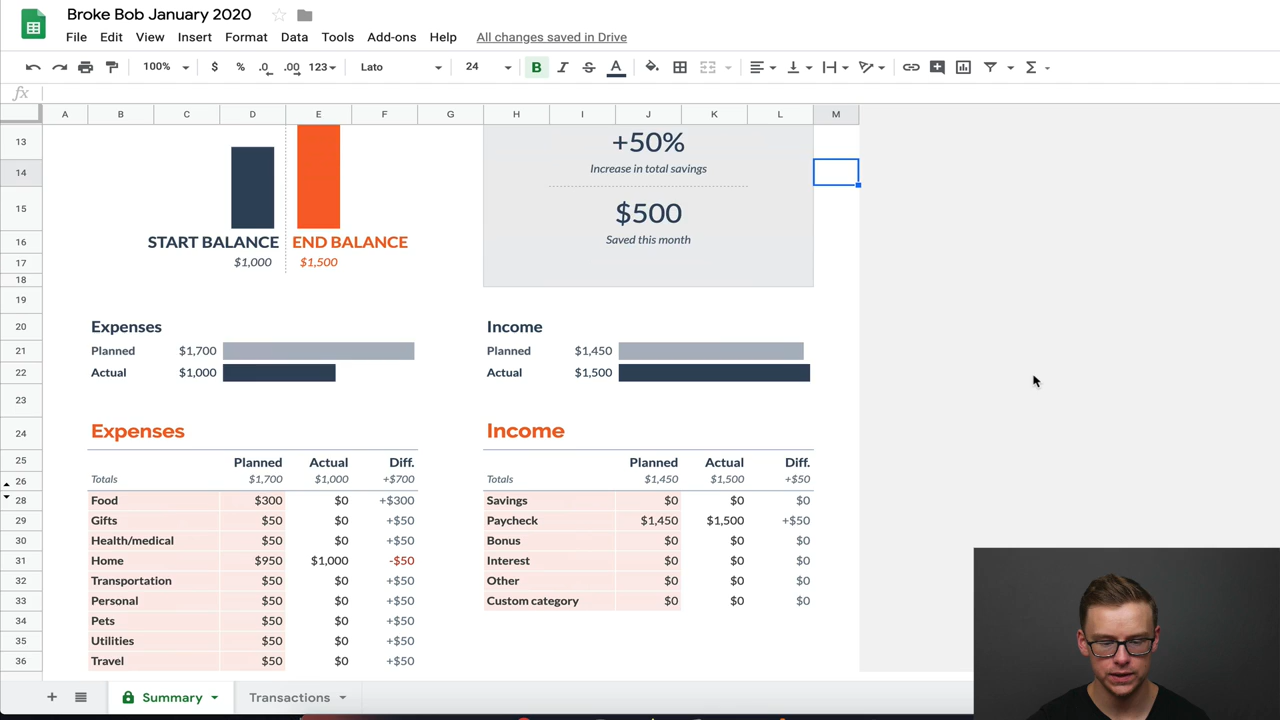 Broke Bob January 2020
File Edit View Insert Format Data Tools Add-ons Help All changes saved in Drive
100% $ % .0 .00 123 Lato 24 B I S A
fx
A B C D E F G H I J K L M
13 +50%
14 Increase in total savings
15 $500
16 START BALANCE END BALANCE Saved this month
17 $1,000 $1,500
18
19
20 Expenses Income
21 Planned $1,700 Planned $1,450
22 Actual $1,000 Actual $1,500
23
24 Expenses Income
25 Planned Actual Diff. Planned Actual Diff.
26 Totals $1,700 $1,000 +$700 Totals $1,450 $1,500 +$50
28 Food $300 $0 +$300 Savings $0 $0 $0
29 Gifts $50 $0 +$50 Paycheck $1,450 $1,500 +$50
30 Health/medical $50 $0 +$50 Bonus $0 $0 $0
31 Home $950 $1,000 -$50 Interest $0 $0 $0
32 Transportation $50 $0 +$50 Other $0 $0 $0
33 Personal $50 $0 +$50 Custom category $0 $0 $0
34 Pets $50 $0 +$50
35 Utilities $50 $0 +$50
36 Travel $50 $0 +$50
+ Summary Transactions